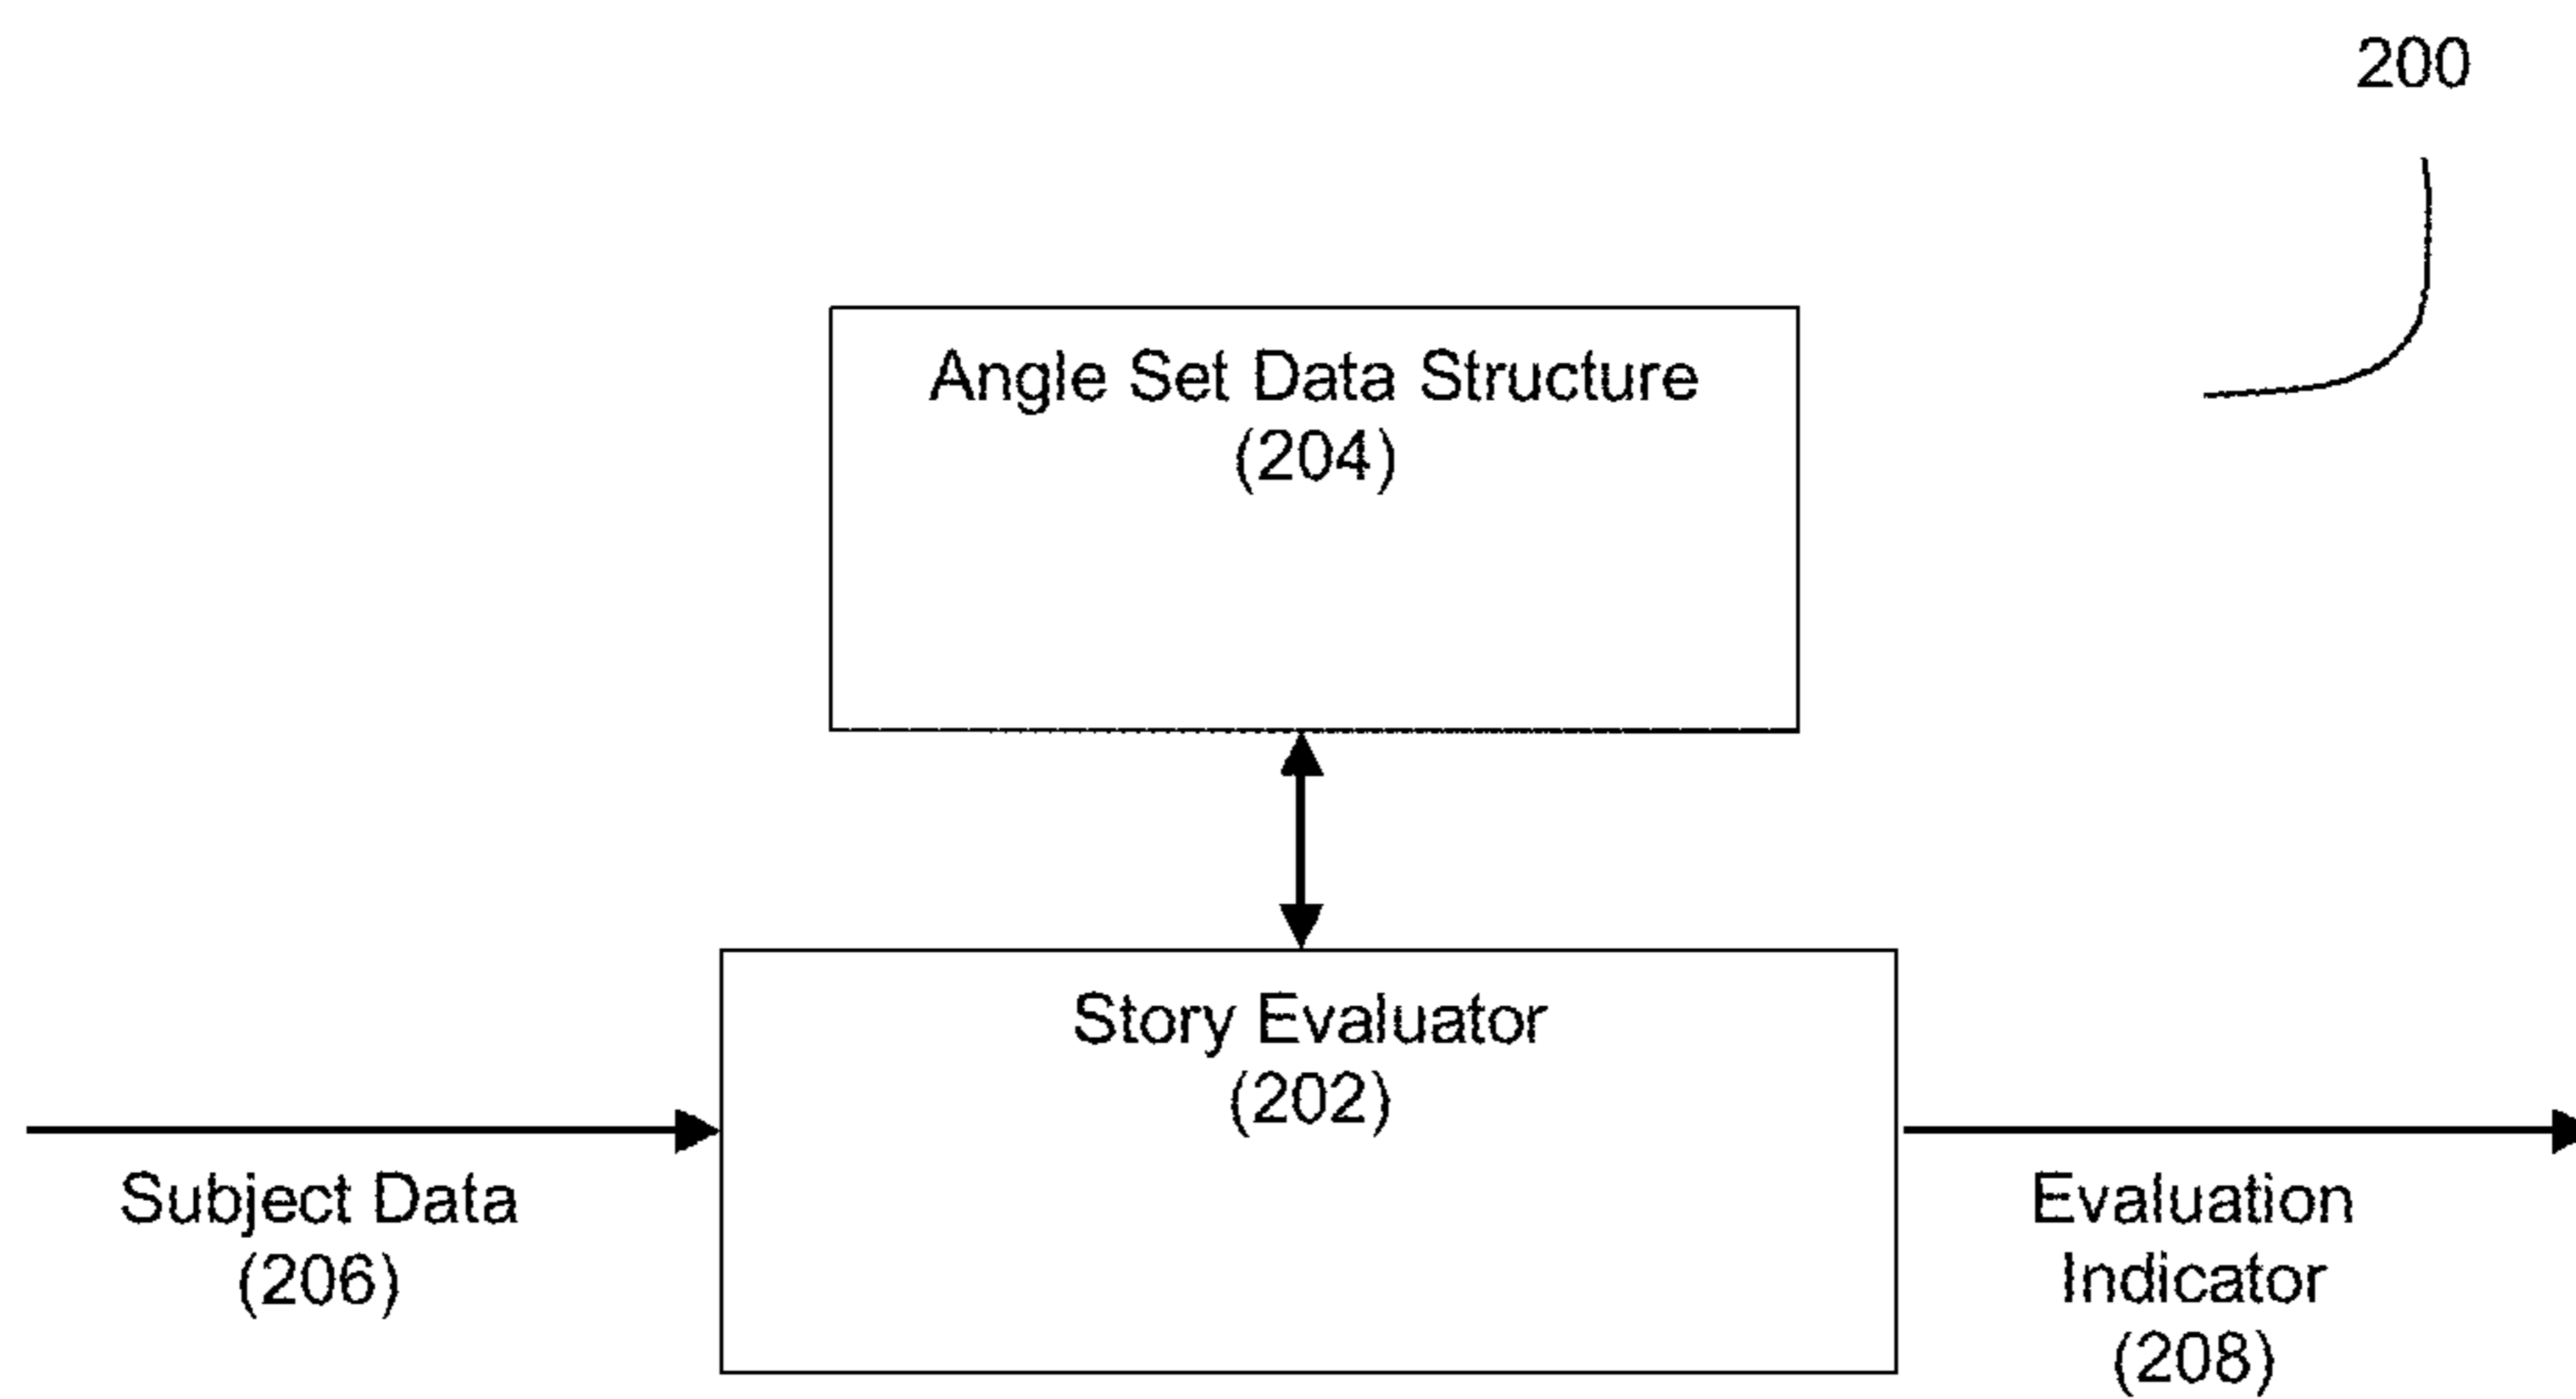 200
Angle Set Data Structure
(204)
Story Evaluator
(202)
Subject Data
(206)
Evaluation
Indicator
(208)